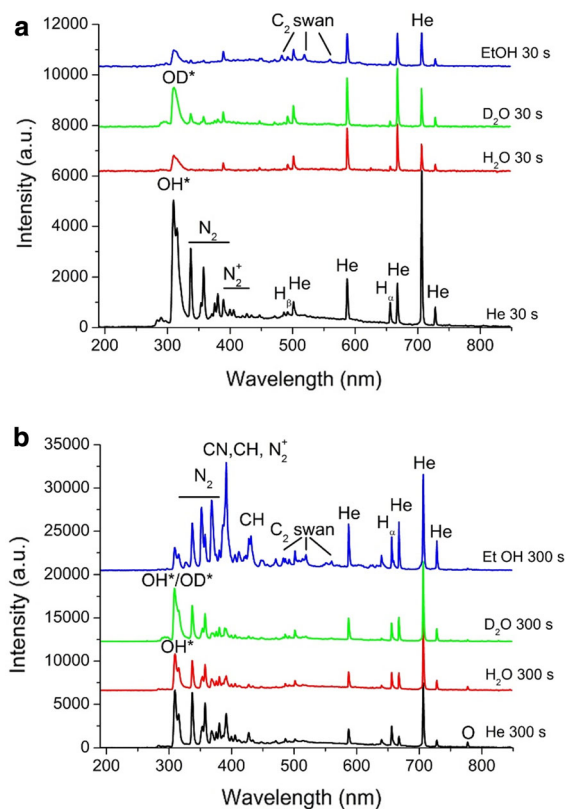 a
C₂ swan
He
EtOH 30 s
OD*
D₂O 30 s
H₂O 30 s
OH*
N₂
N₂⁺
Hβ
He
He
Hα
He
He
He 30 s
12000
10000
8000
6000
4000
2000
0
Intensity (a.u.)
200 300 400 500 600 700 800
Wavelength (nm)
b
CN,CH, N₂⁺
N₂
CH
C₂ swan
He
Hα
He
He
He
Et OH 300 s
OH*/OD*
D₂O 300 s
OH*
H₂O 300 s
O
He 300 s
35000
30000
25000
20000
15000
10000
5000
0
Intensity (a.u.)
200 300 400 500 600 700 800
Wavelength (nm)